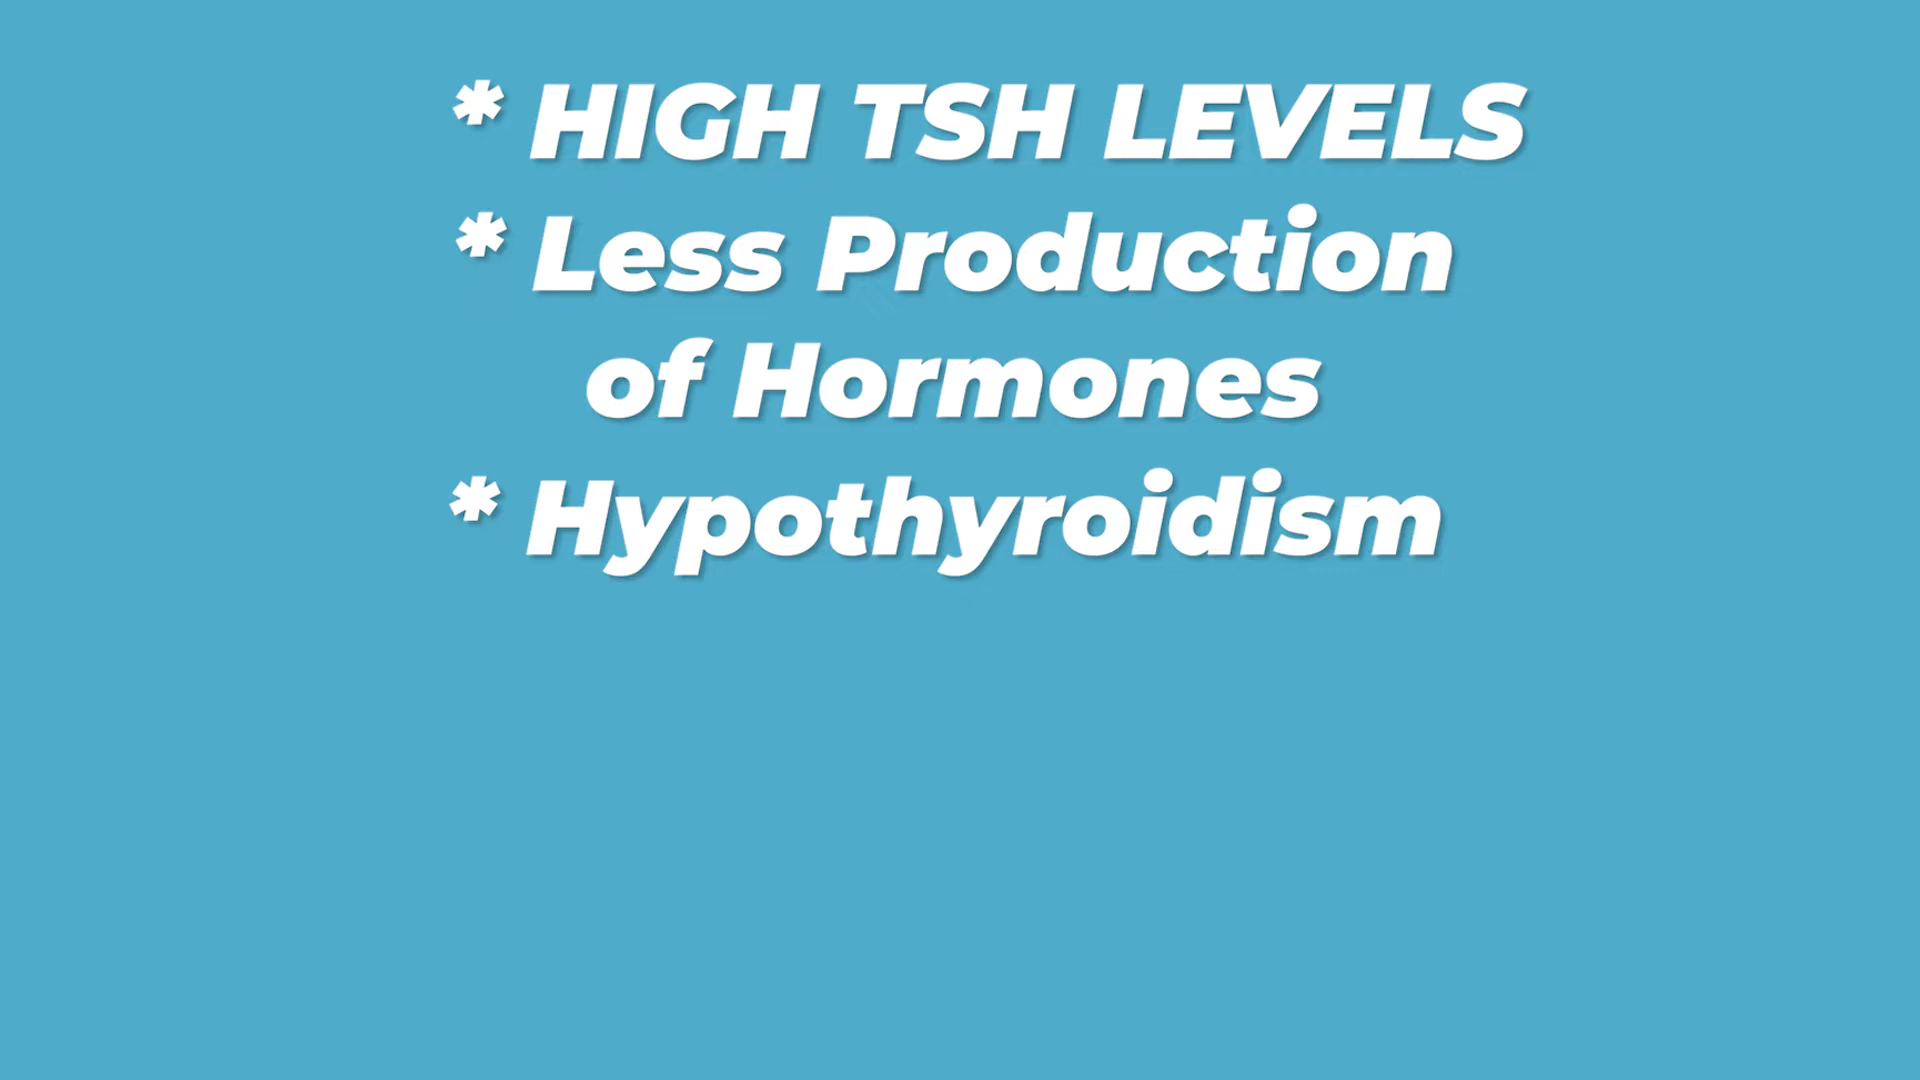 * HIGH TSH LEVELS
* Less Production
of Hormones
* Hypothyroidism